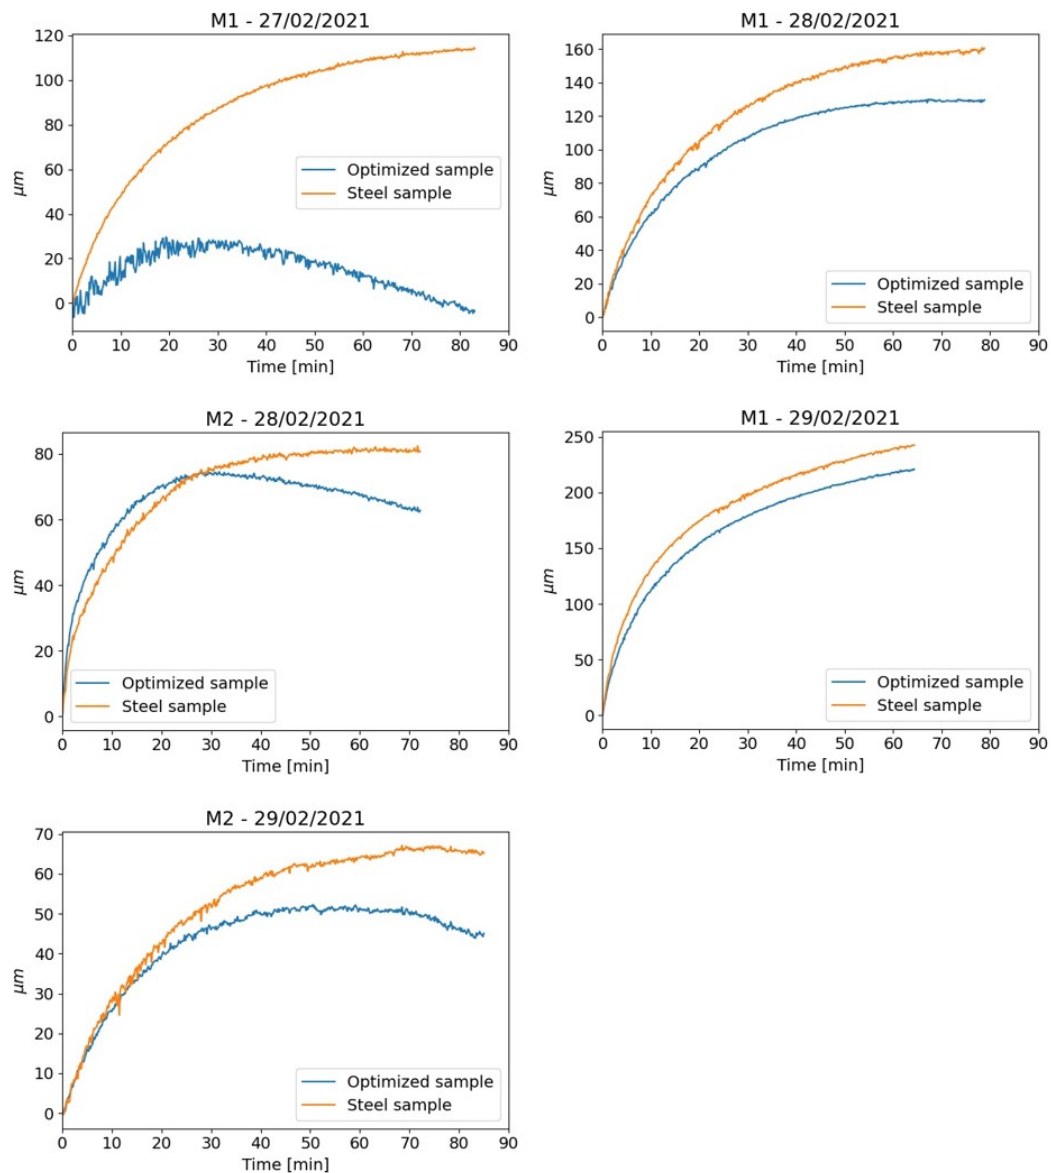 M1 - 27/02/2021
120
100
80
60
40
20
0
μm
Optimized sample
Steel sample
0 10 20 30 40 50 60 70 80 90
Time [min]
M1 - 28/02/2021
160
140
120
100
80
60
40
20
0
μm
Optimized sample
Steel sample
0 10 20 30 40 50 60 70 80 90
Time [min]
M2 - 28/02/2021
80
60
40
20
0
μm
Optimized sample
Steel sample
0 10 20 30 40 50 60 70 80 90
Time [min]
M1 - 29/02/2021
250
200
150
100
50
0
μm
Optimized sample
Steel sample
0 10 20 30 40 50 60 70 80 90
Time [min]
M2 - 29/02/2021
70
60
50
40
30
20
10
0
μm
Optimized sample
Steel sample
0 10 20 30 40 50 60 70 80 90
Time [min]